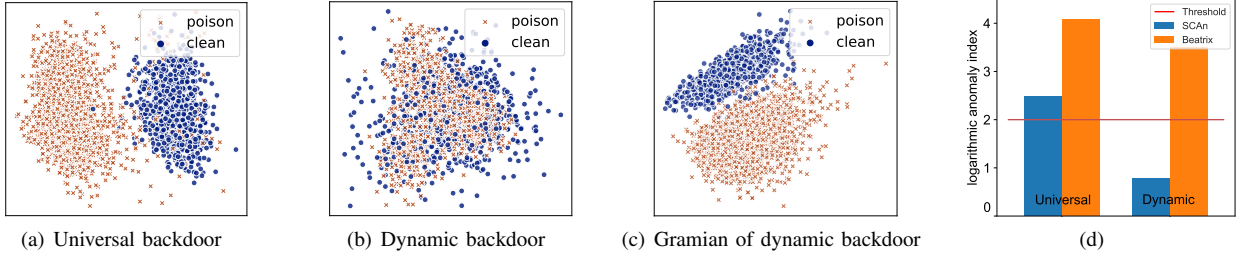 poison
clean
poison
clean
poison
clean
Threshold
SCAn
Beatrix
logarithmic anomaly index
4
3
2
1
0
Universal
Dynamic
(a) Universal backdoor
(b) Dynamic backdoor
(c) Gramian of dynamic backdoor
(d)